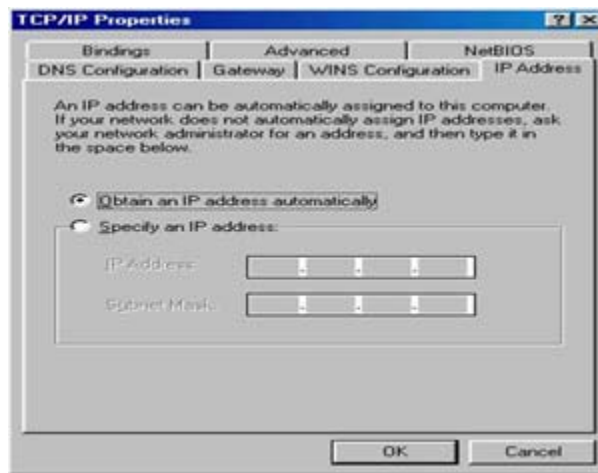 TCP/IP Properties
Bindings Advanced NetBIOS
DNS Configuration Gateway WINS Configuration IP Address
An IP address can be automatically assigned to this computer.
If your network does not automatically assign IP addresses, ask
your network administrator for an address, and then type it in
the space below.
Obtain an IP address automatically
Specify an IP address:
IP Address:
Subnet Mask:
OK Cancel